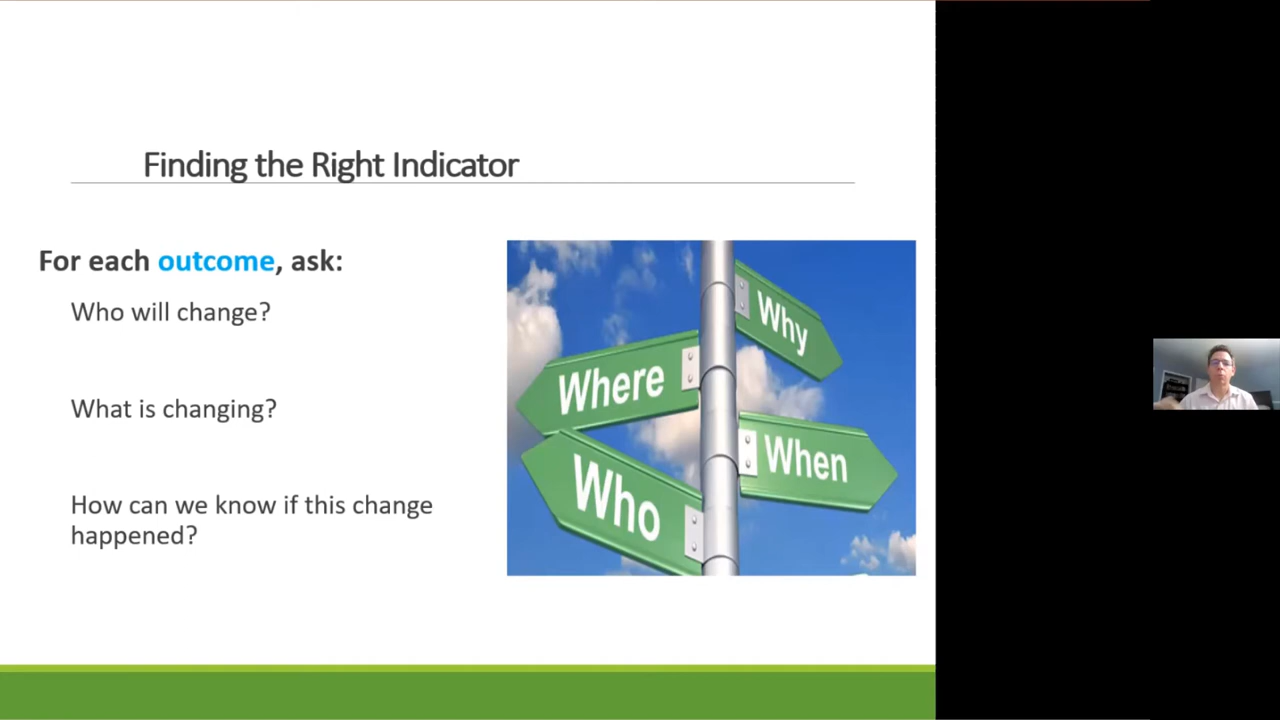 Finding the Right Indicator
For each outcome, ask:
Who will change?
What is changing?
How can we know if this change
happened?
Why
Where
When
Who